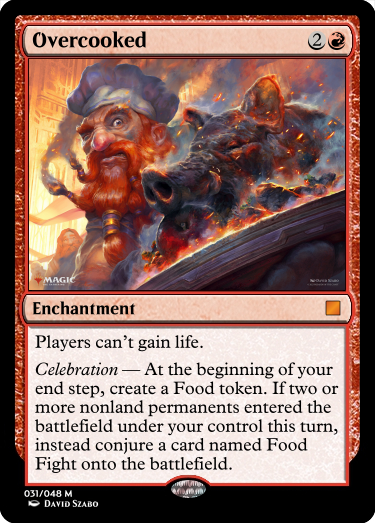 Overcooked 2
MAGIC
Enchantment
Players can't gain life.
Celebration — At the beginning of your
end step, create a Food token. If two or
more nonland permanents entered the
battlefield under your control this turn,
instead conjure a card named Food
Fight onto the battlefield.
031/048 M
David Szabo